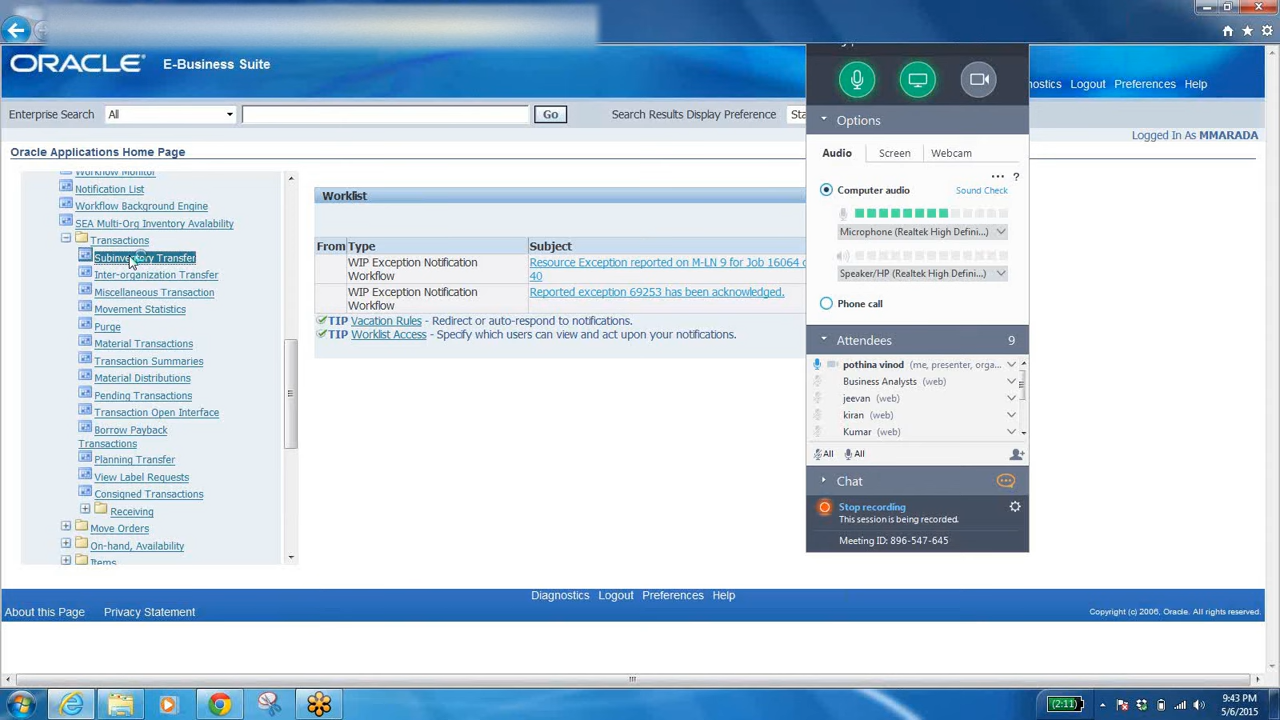 ORACLE E-Business Suite
nostics Logout Preferences Help
Enterprise Search All Go Search Results Display Preference Sta
Logged In As MMARADA
Oracle Applications Home Page
Workflow Monitor
Notification List
Workflow Background Engine
SEA Multi-Org Inventory Availability
Transactions
Subinventory Transfer
Inter-organization Transfer
Miscellaneous Transaction
Movement Statistics
Purge
Material Transactions
Transaction Summaries
Material Distributions
Pending Transactions
Transaction Open Interface
Borrow Payback
Transactions
Planning Transfer
View Label Requests
Consigned Transactions
Receiving
Move Orders
On-hand, Availability
Items
Worklist
From Type Subject
WIP Exception Notification
Workflow
Resource Exception reported on M-LN 9 for Job 16064 o
40
WIP Exception Notification
Workflow
Reported exception 69253 has been acknowledged.
TIP Vacation Rules - Redirect or auto-respond to notifications.
TIP Worklist Access - Specify which users can view and act upon your notifications.
Options
Audio Screen Webcam
... ?
Computer audio Sound Check
Microphone (Realtek High Defini...)
Speaker/HP (Realtek High Defini...)
Phone call
Attendees 9
pothina vinod (me, presenter, orga...
Business Analysts (web)
jeevan (web)
kiran (web)
Kumar (web)
All All
Chat
Stop recording
This session is being recorded.
Meeting ID: 896-547-645
Diagnostics Logout Preferences Help
About this Page Privacy Statement
Copyright (c) 2006, Oracle. All rights reserved.
(2:11)
9:43 PM
5/6/2015